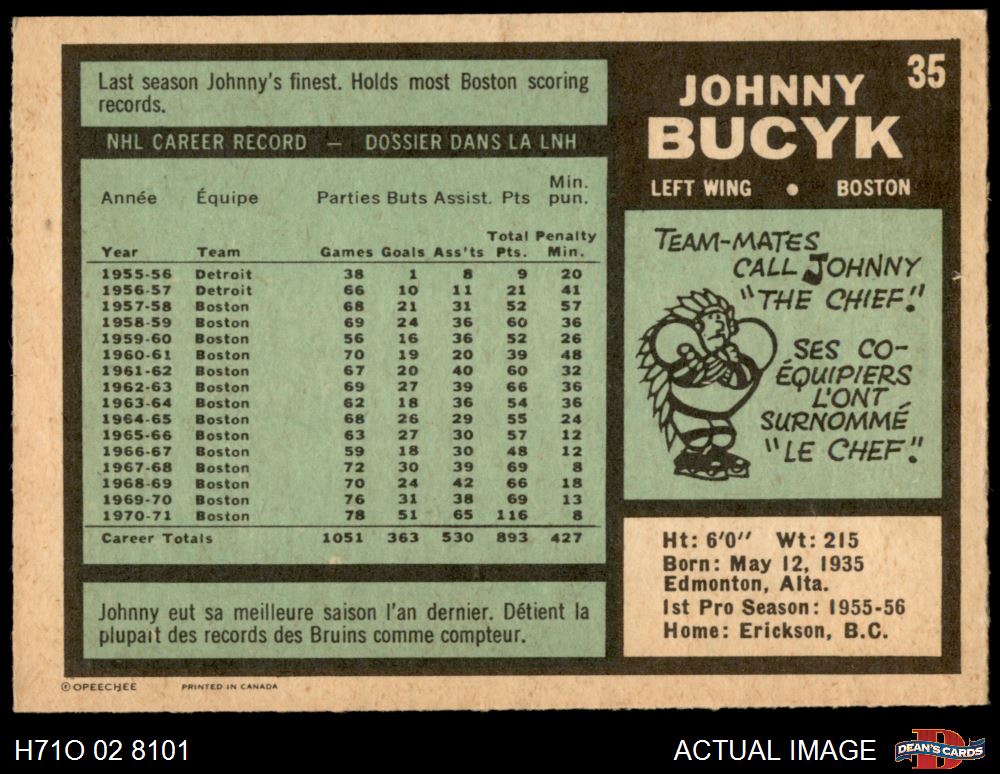 Last season Johnny's finest. Holds most Boston scoring
records.
NHL CAREER RECORD — DOSSIER DANS LA LNH
Année Équipe Parties Buts Assist. Pts Min. pun.
Year Team Games Goals Ass'ts Total Pts. Penalty Min.
1955-56 Detroit 38 1 8 9 20
1956-57 Detroit 66 10 11 21 41
1957-58 Boston 68 21 31 52 57
1958-59 Boston 69 24 36 60 36
1959-60 Boston 56 16 36 52 26
1960-61 Boston 70 19 20 39 48
1961-62 Boston 67 20 40 60 32
1962-63 Boston 69 27 39 66 36
1963-64 Boston 62 18 36 54 36
1964-65 Boston 68 26 29 55 24
1965-66 Boston 63 27 30 57 12
1966-67 Boston 59 18 30 48 12
1967-68 Boston 72 30 39 69 8
1968-69 Boston 70 24 42 66 18
1969-70 Boston 76 31 38 69 13
1970-71 Boston 78 51 65 116 8
Career Totals 1051 363 530 893 427
Johnny eut sa meilleure saison l'an dernier. Détient la
plupait des records des Bruins comme compteur.
© OPEECHEE PRINTED IN CANADA
35
JOHNNY
BUCYK
LEFT WING • BOSTON
TEAM-MATES
CALL JOHNNY
"THE CHIEF!"
SES CO-
ÉQUIPIERS
L'ONT
SURNOMMÉ
"LE CHEF"
Ht: 6'0" Wt: 215
Born: May 12, 1935
Edmonton, Alta.
1st Pro Season: 1955-56
Home: Erickson, B.C.
H71O 02 8101
ACTUAL IMAGE
D
DEAN'S CARDS